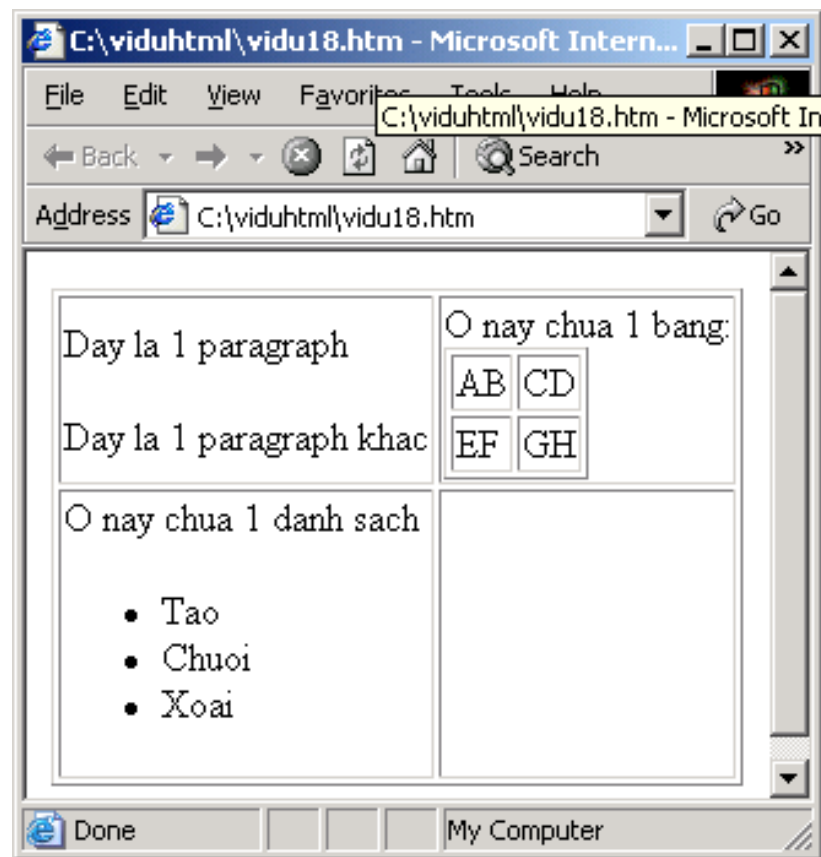 C:\viduhtml\vidu18.htm - Microsoft Intern...
File Edit View Favorites Tools Help
C:\viduhtml\vidu18.htm - Microsoft In
Back Search »
Address C:\viduhtml\vidu18.htm Go
Day la 1 paragraph
Day la 1 paragraph khac
O nay chua 1 bang:
AB CD
EF GH
O nay chua 1 danh sach
• Tao
• Chuoi
• Xoai
Done My Computer